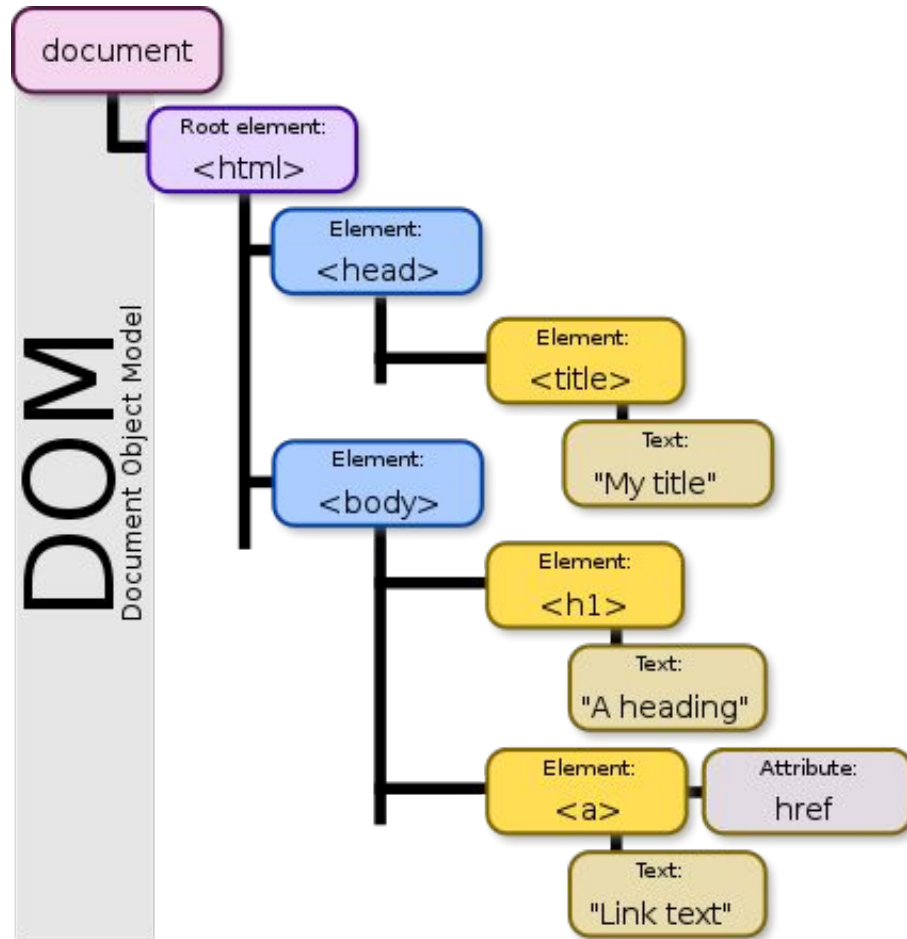 document
Root element:
<html>
Element:
<head>
Element:
<title>
Text:
"My title"
Element:
<body>
Element:
<h1>
Text:
"A heading"
Element:
<a>
Attribute:
href
Text:
"Link text"
DOM
Document Object Model